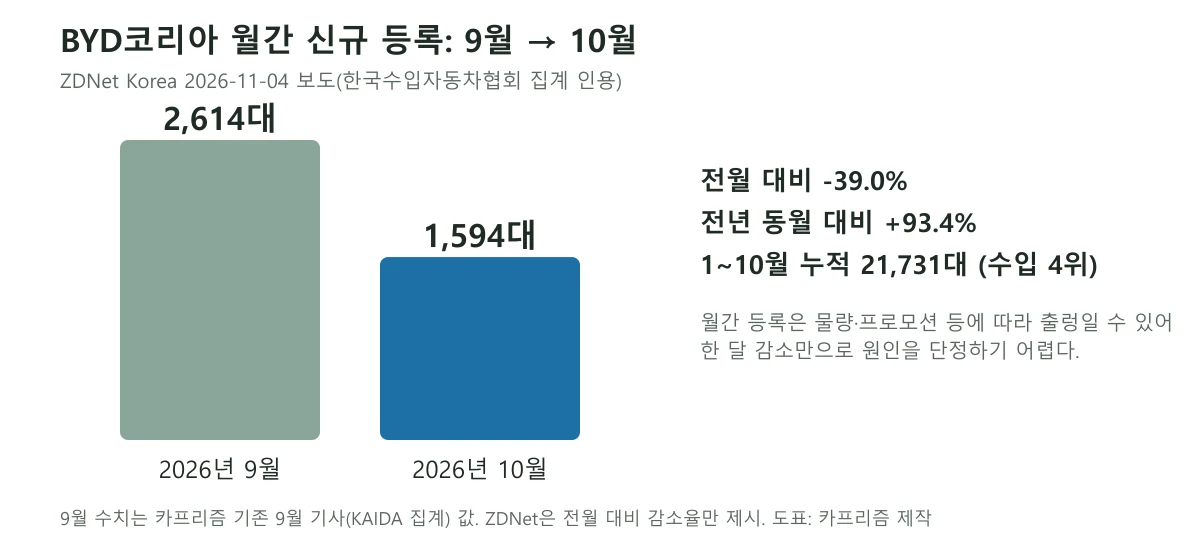 BYD코리아 월간 신규 등록: 9월 → 10월
ZDNet Korea 2026-11-04 보도(한국수입자동차협회 집계 인용)
2,614대
1,594대
전월 대비 -39.0%
전년 동월 대비 +93.4%
1~10월 누적 21,731대 (수입 4위)
월간 등록은 물량·프로모션 등에 따라 출렁일 수 있어
한 달 감소만으로 원인을 단정하기 어렵다.
2026년 9월
2026년 10월
9월 수치는 카프리즘 기존 9월 기사(KAIDA 집계) 값. ZDNet은 전월 대비 감소율만 제시. 도표: 카프리즘 제작